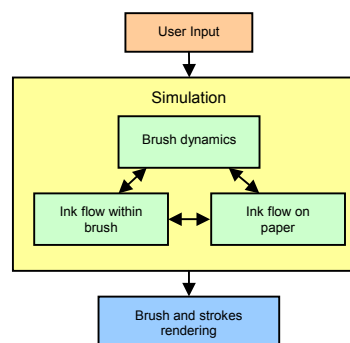 User Input
Simulation
Brush dynamics
Ink flow within
brush
Ink flow on
paper
Brush and strokes
rendering